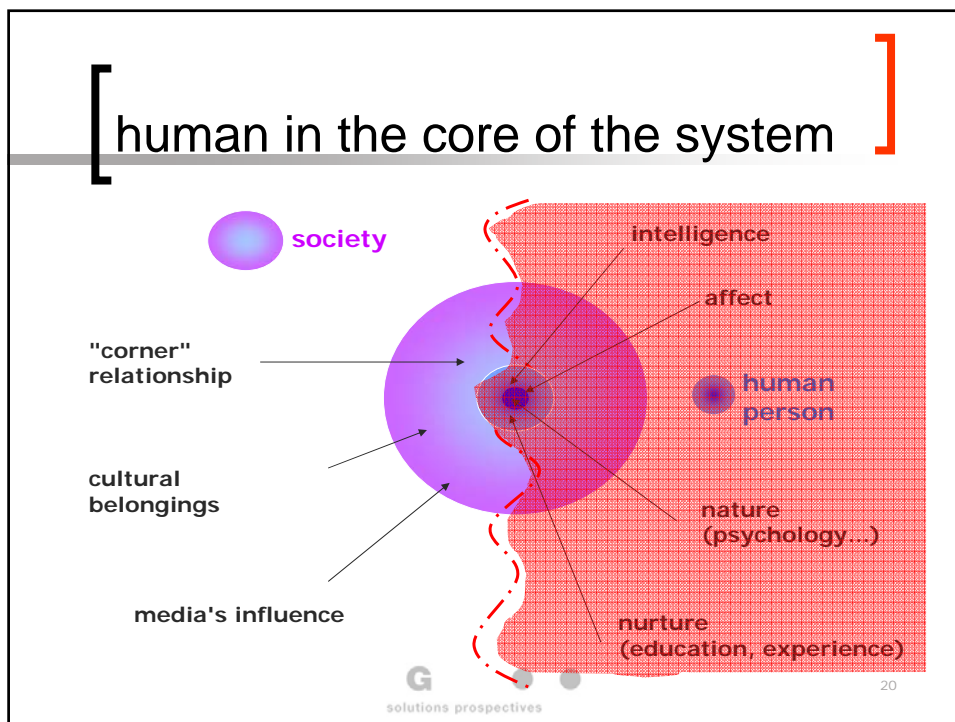 human in the core of the system
society
intelligence
affect
"corner"
relationship
human
person
cultural
belongings
nature
(psychology...)
media's influence
nurture
(education, experience)
G
solutions prospectives
20